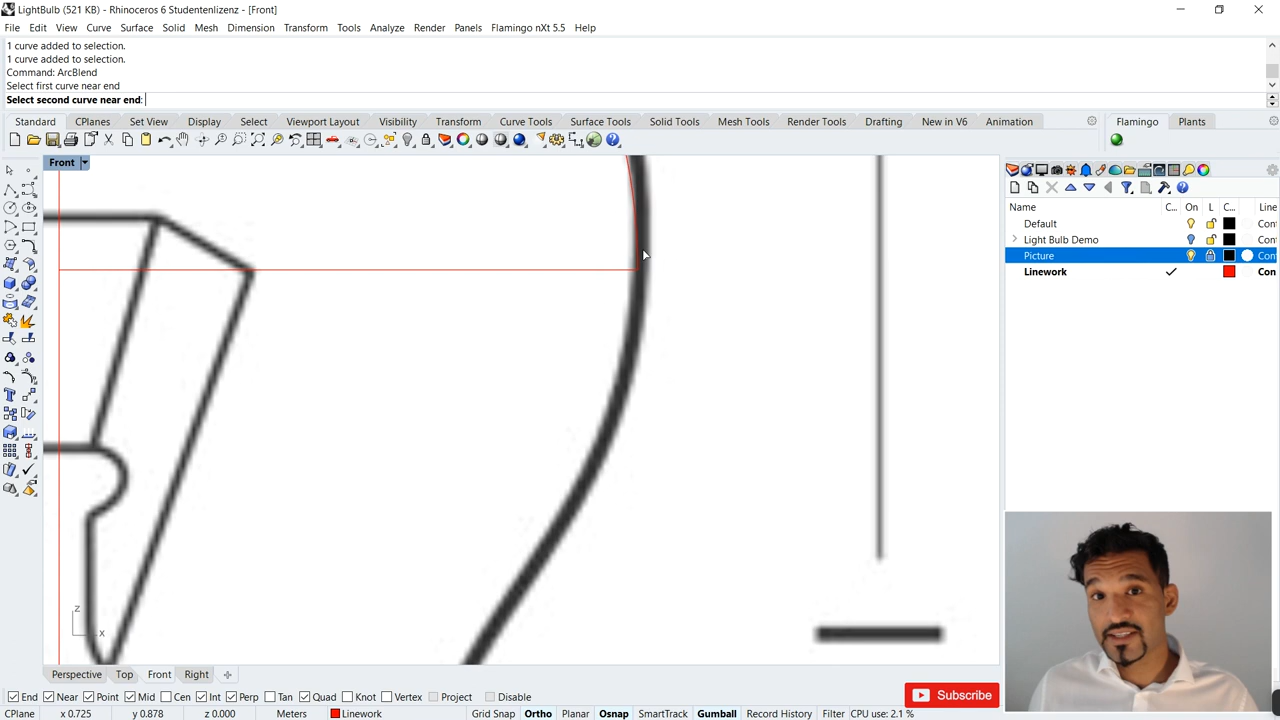 LightBulb (521 KB) - Rhinoceros 6 Studentenlizenz - [Front]
File Edit View Curve Surface Solid Mesh Dimension Transform Tools Analyze Render Panels Flamingo nXt 5.5 Help
1 curve added to selection.
1 curve added to selection.
Command: ArcBlend
Select first curve near end
Select second curve near end:
Standard CPlanes Set View Display Select Viewport Layout Visibility Transform Curve Tools Surface Tools Solid Tools Mesh Tools Render Tools Drafting New in V6 Animation Flamingo Plants
Front
Name C... On L C... Line
Default Con
Light Bulb Demo Con
Picture Con
Linework Con
z
x
Perspective Top Front Right
End Near Point Mid Cen Int Perp Tan Quad Knot Vertex Project Disable
Subscribe
CPlane x 0.725 y 0.878 z 0.000 Meters Linework Grid Snap Ortho Planar Osnap SmartTrack Gumball Record History Filter CPU use: 2.1 %